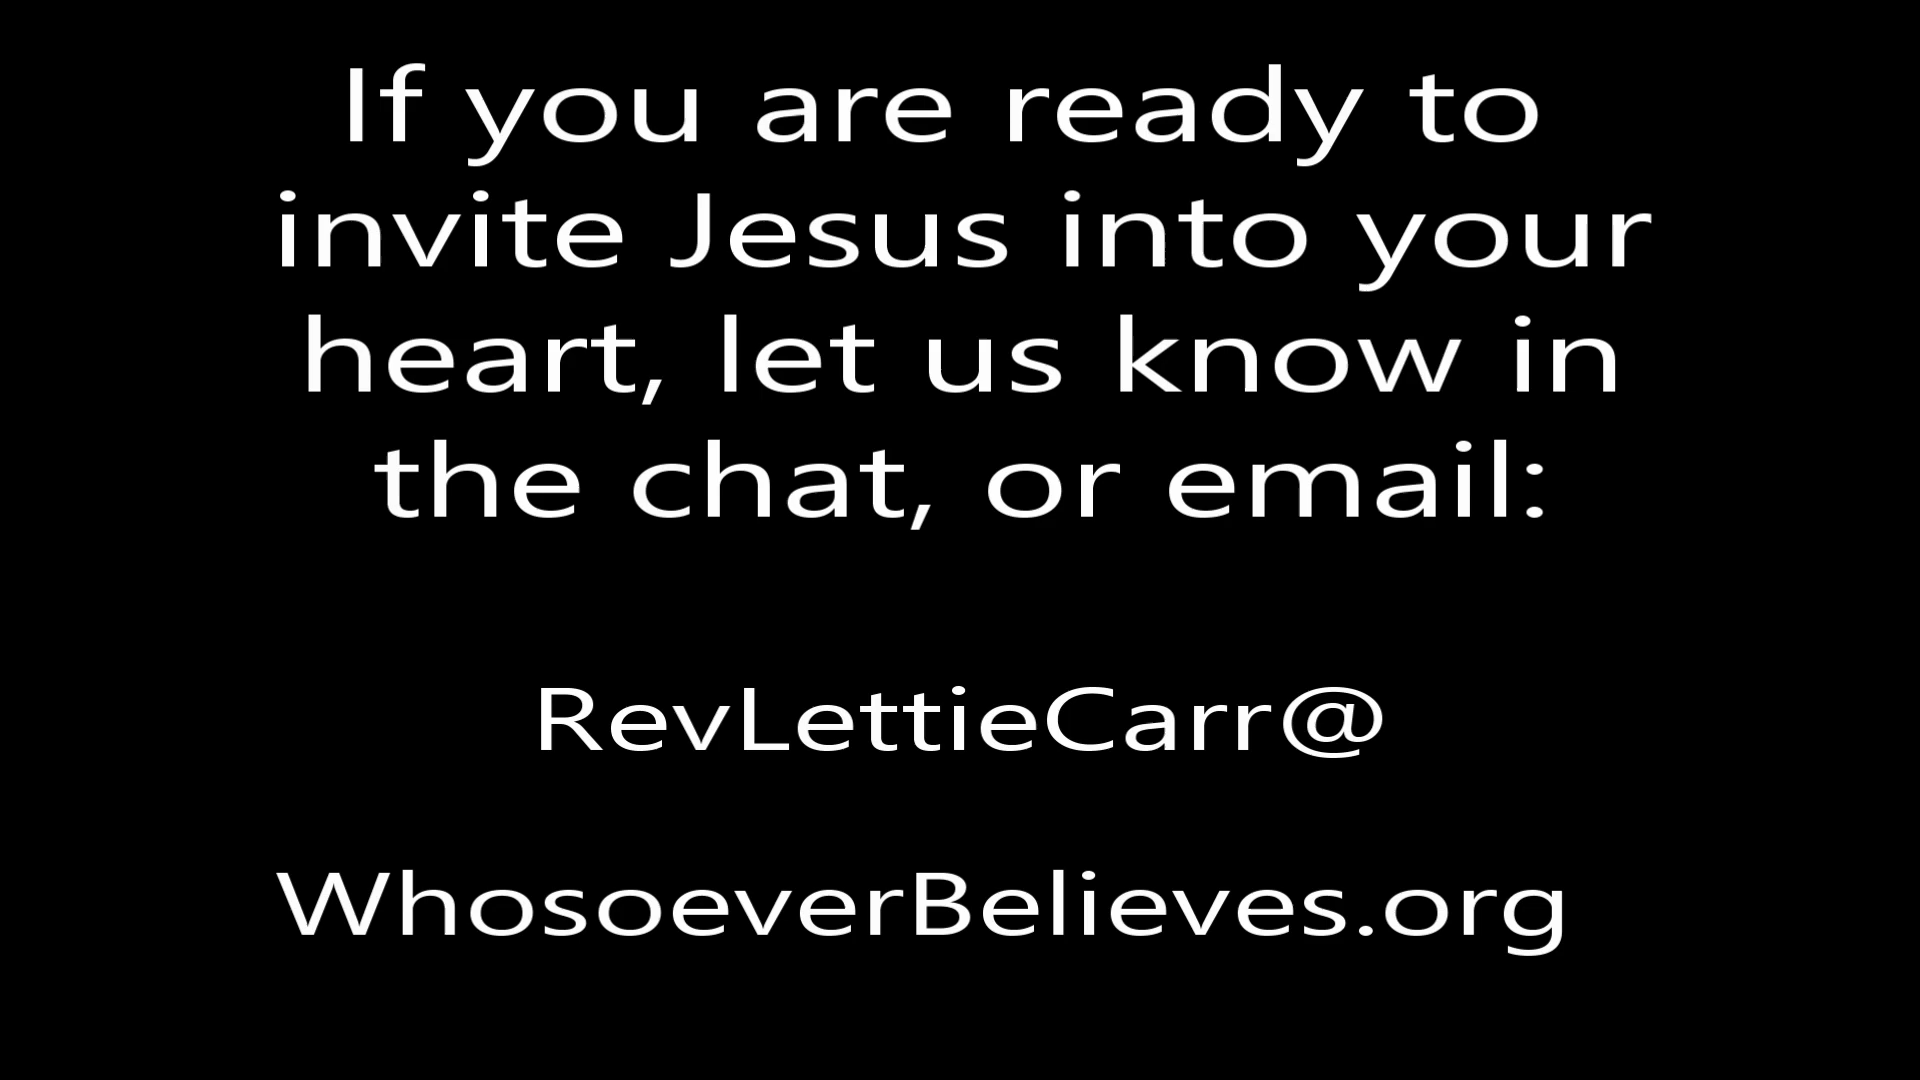 If you are ready to
invite Jesus into your
heart, let us know in
the chat, or email:
RevLettieCarr@
WhosoeverBelieves.org